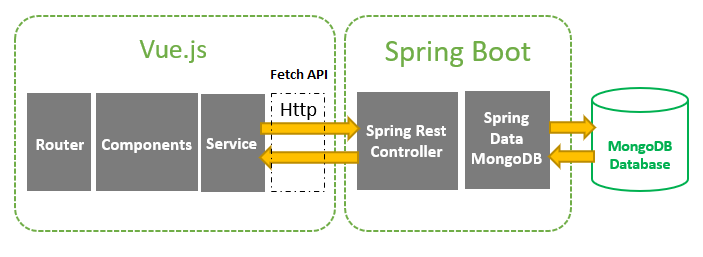 Vue.js
Spring Boot
Fetch API
Http
Router
Components
Service
Spring Rest
Controller
Spring
Data
MongoDB
MongoDB
Database